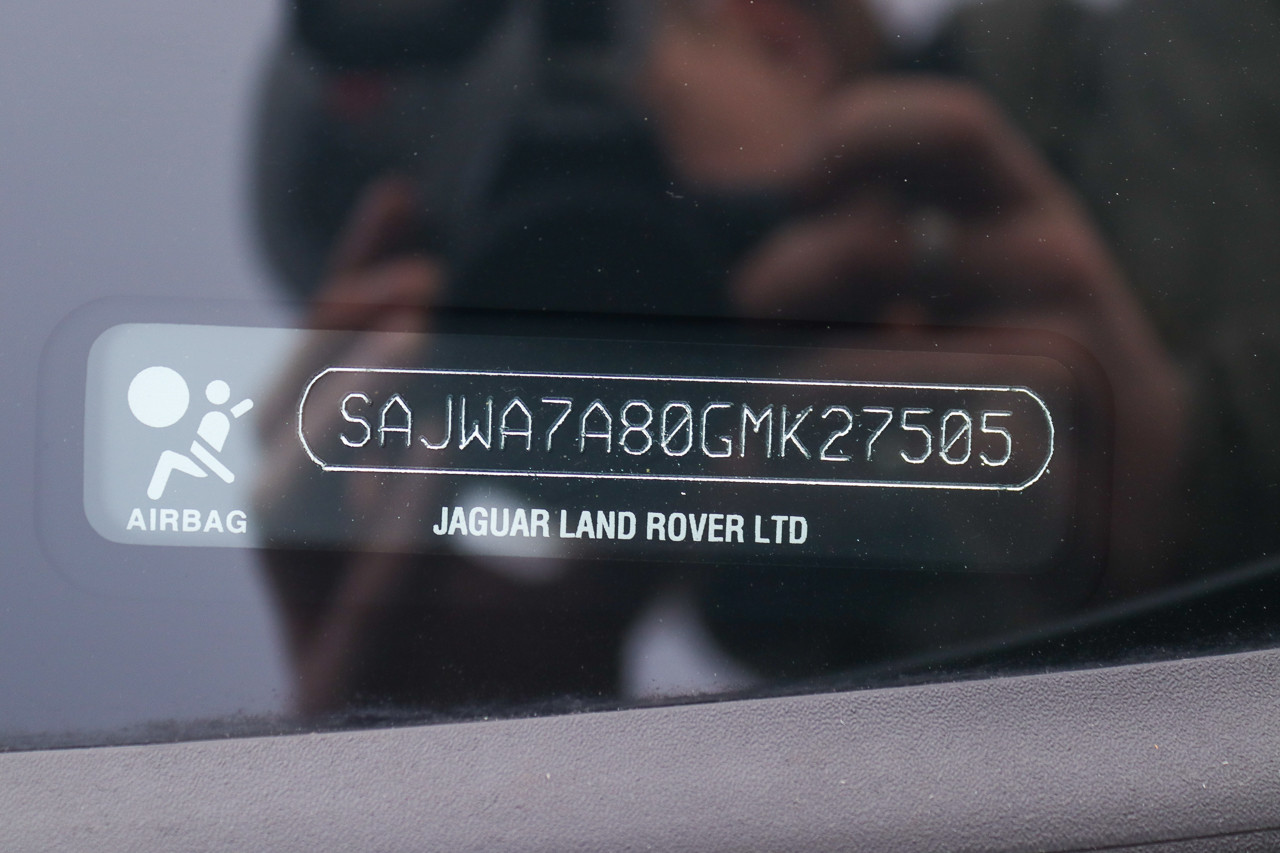 SAJWA7A80GMK27505
AIRBAG
JAGUAR LAND ROVER LTD